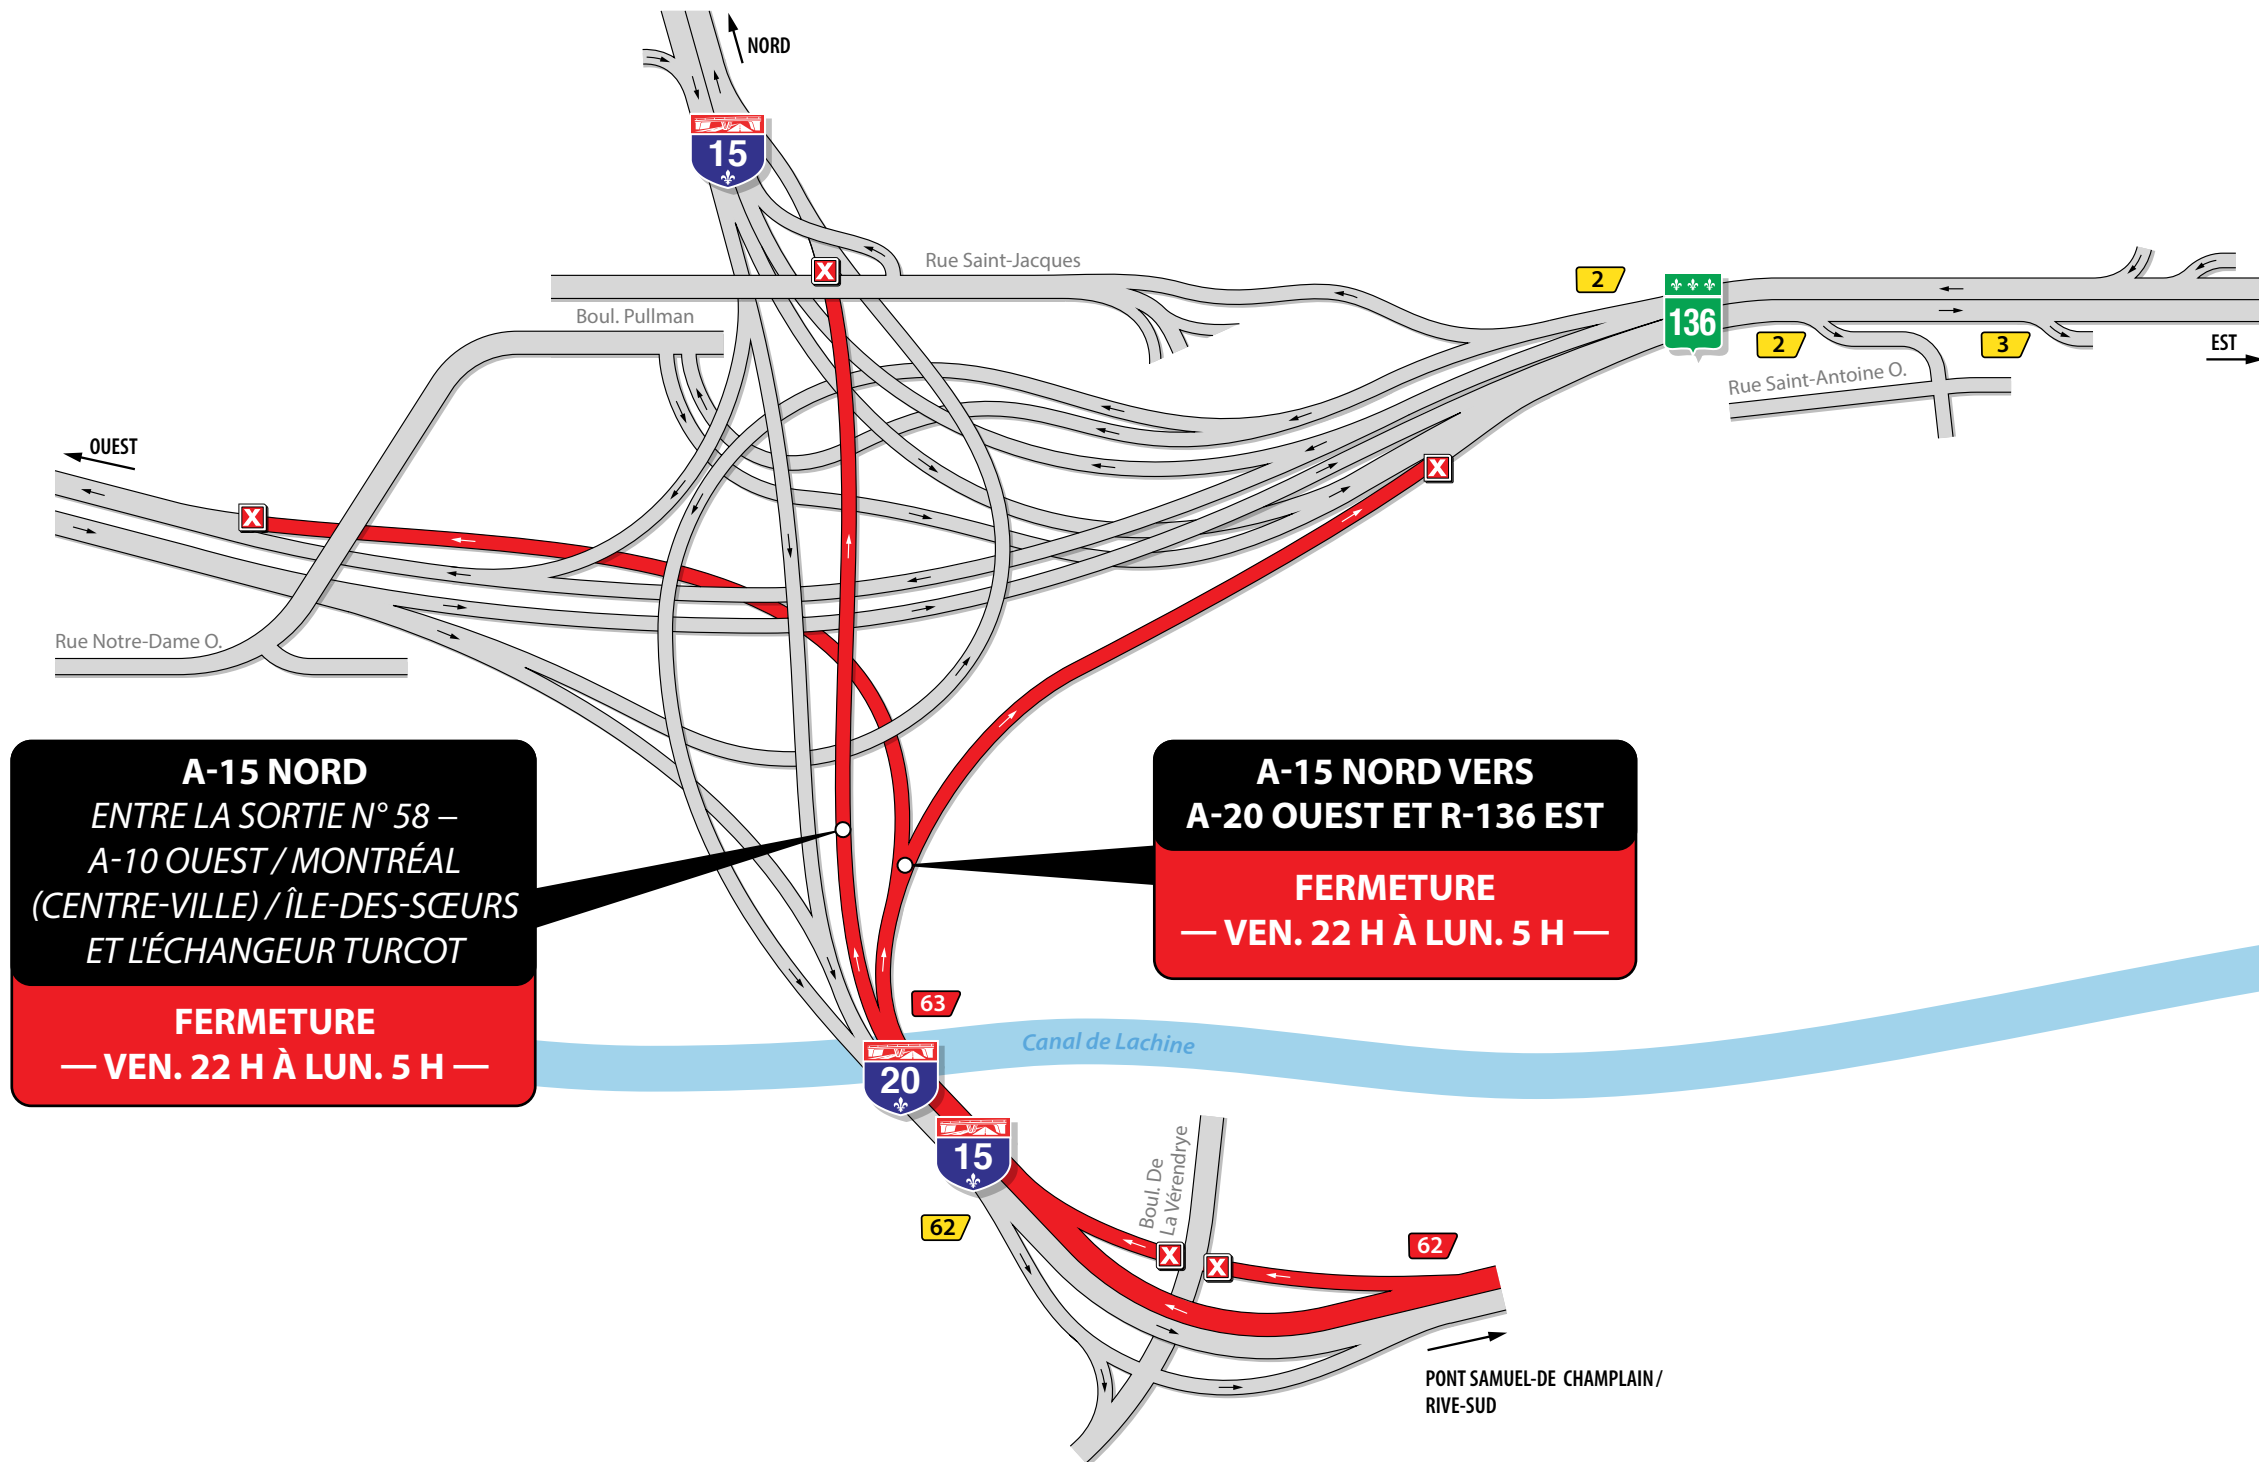 NORD
15
Rue Saint-Jacques
X
2
136
Boul. Pullman
2
3
EST
Rue Saint-Antoine O.
OUEST
X
X
Rue Notre-Dame O.
A-15 NORD
ENTRE LA SORTIE N° 58 –
A-10 OUEST / MONTRÉAL
(CENTRE-VILLE) / ÎLE-DES-SŒURS
ET L'ÉCHANGEUR TURCOT
FERMETURE
— VEN. 22 H À LUN. 5 H —
A-15 NORD VERS
A-20 OUEST ET R-136 EST
FERMETURE
— VEN. 22 H À LUN. 5 H —
63
Canal de Lachine
20
15
Boul. De
La Vérendrye
62
X
X
62
PONT SAMUEL-DE CHAMPLAIN/
RIVE-SUD